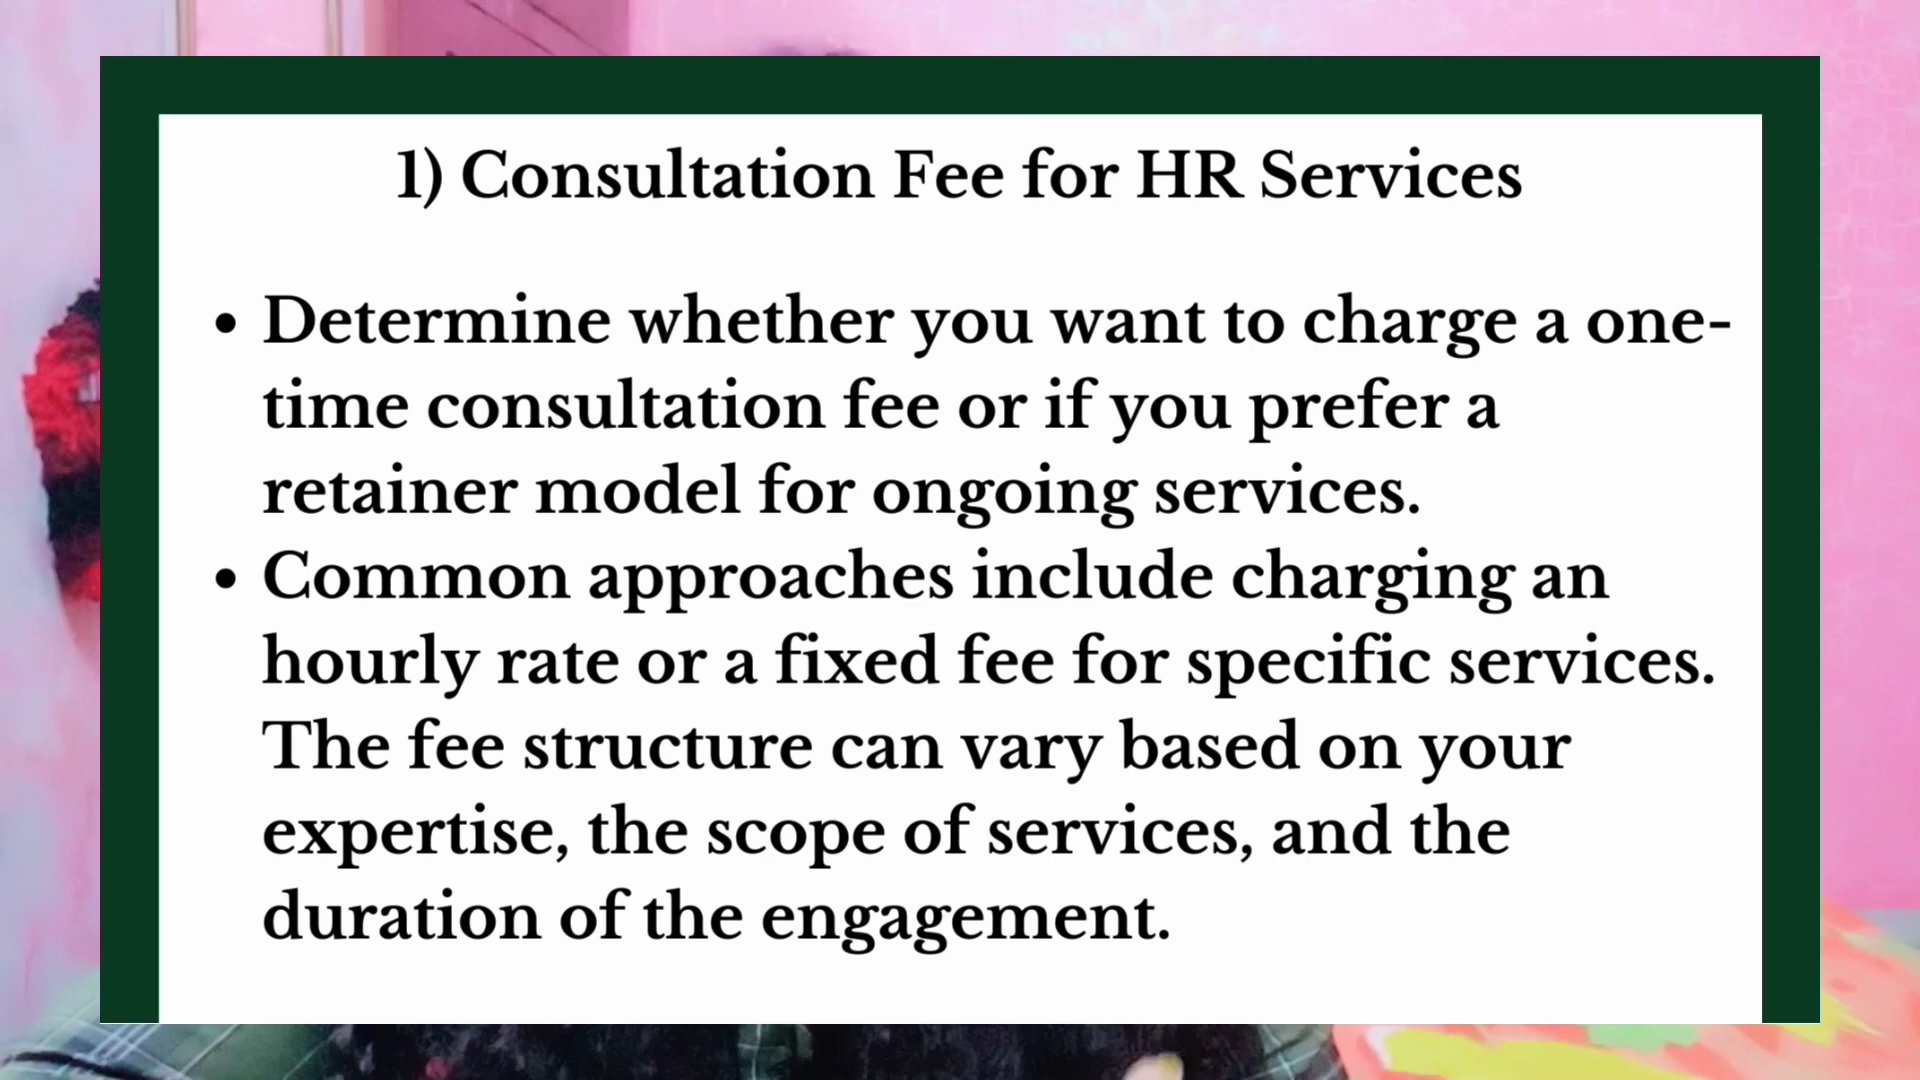 1) Consultation Fee for HR Services
• Determine whether you want to charge a one-
time consultation fee or if you prefer a
retainer model for ongoing services.
• Common approaches include charging an
hourly rate or a fixed fee for specific services.
The fee structure can vary based on your
expertise, the scope of services, and the
duration of the engagement.